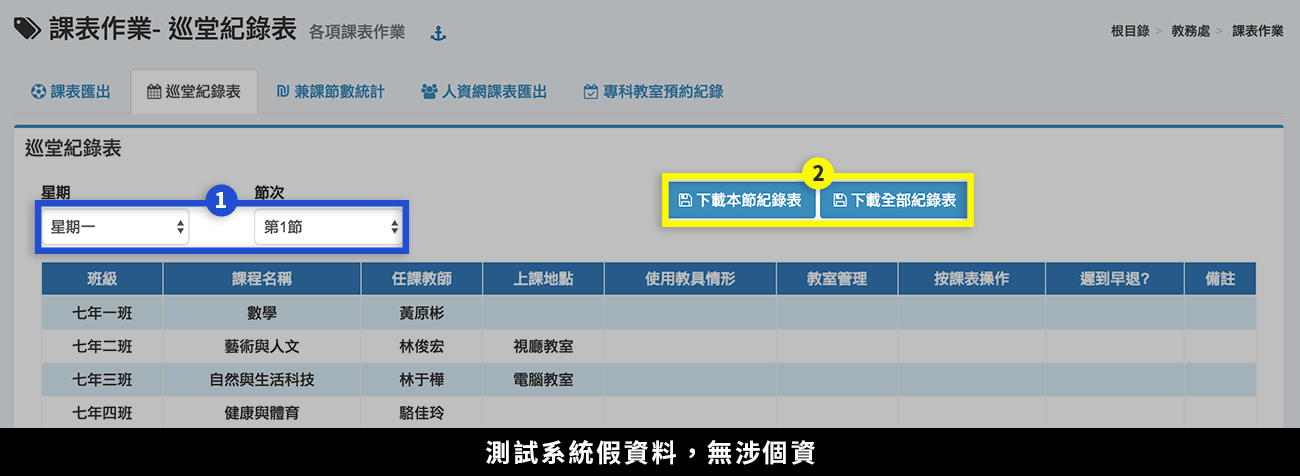 課表作業- 巡堂紀錄表 各項課表作業
根目錄 > 教務處 > 課表作業
課表匯出 巡堂紀錄表 兼課節數統計 人資網課表匯出 專科教室預約紀錄
巡堂紀錄表
星期 1 節次
2
星期一 第1節
下載本節紀錄表 下載全部紀錄表
班級 課程名稱 任課教師 上課地點 使用教具情形 教室管理 按課表操作 遲到早退? 備註
七年一班 數學 黃原彬
七年二班 藝術與人文 林俊宏 視廳教室
七年三班 自然與生活科技 林于樺 電腦教室
七年四班 健康與體育 駱佳玲
測試系統假資料，無涉個資